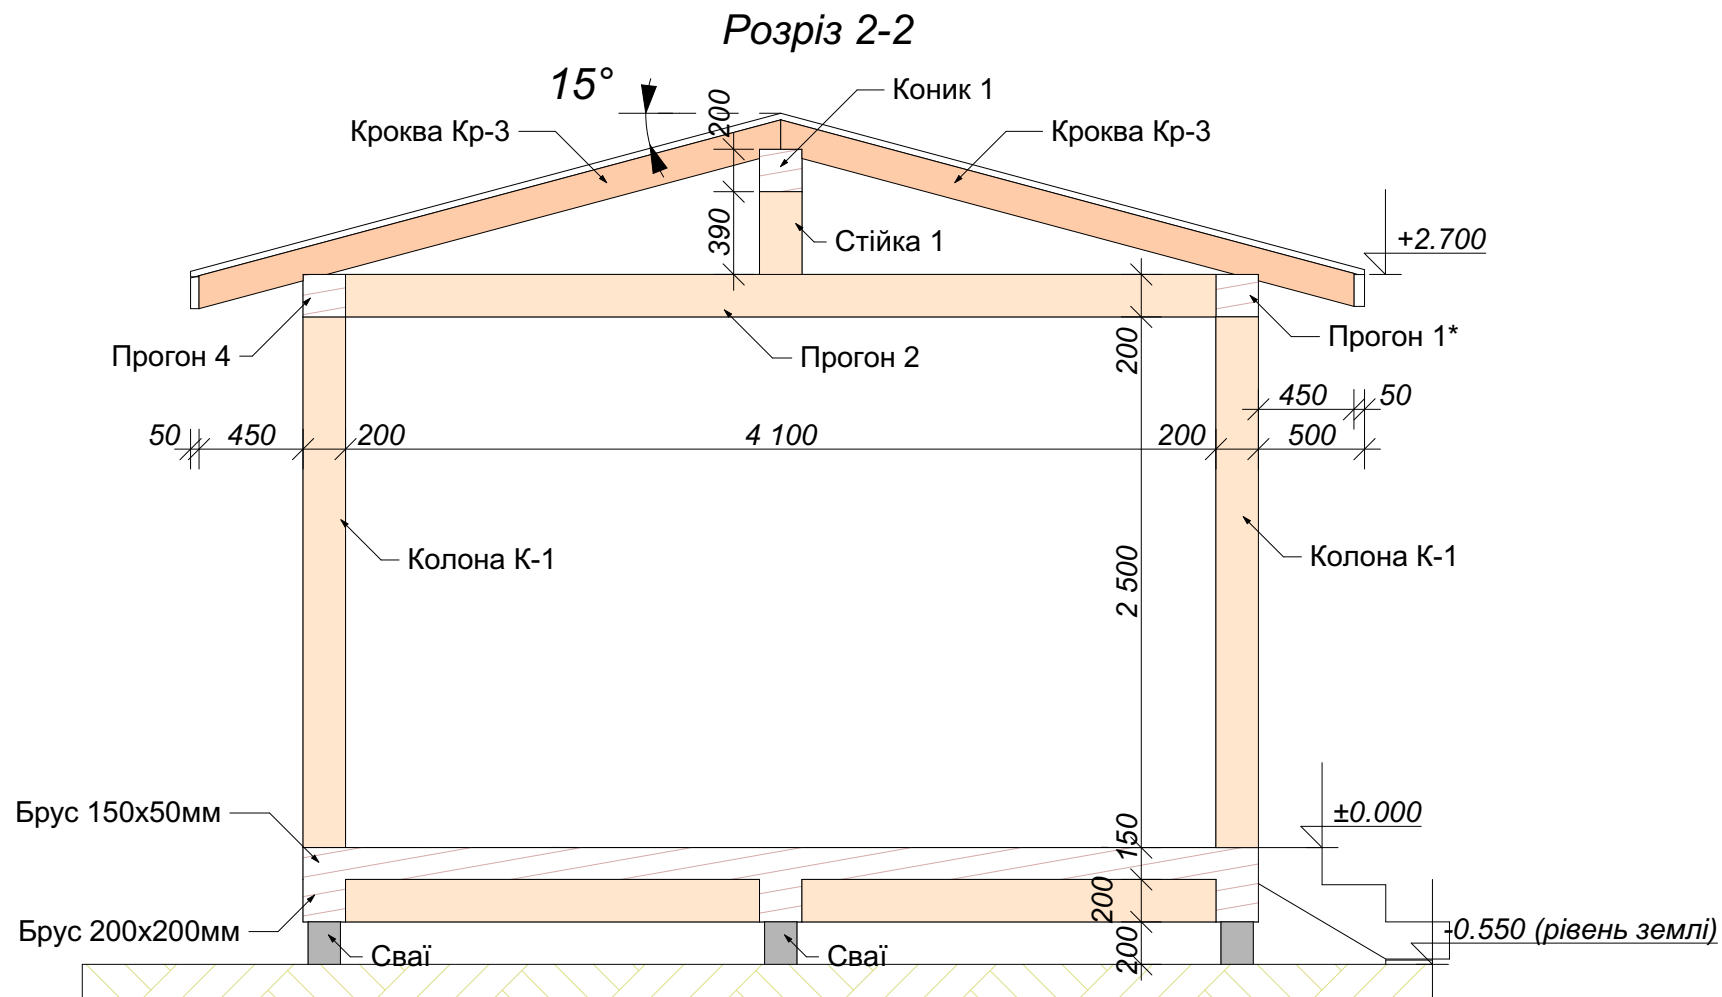 Розріз 2-2
15°
200
Коник 1
Кроква Кр-3
Кроква Кр-3
390
Стійка 1
+2.700
Прогон 4
Прогон 2
200
Прогон 1*
450
50
50
450
200
4 100
200
500
Колона К-1
2 500
Колона К-1
Брус 150х50мм
150
±0.000
Брус 200х200мм
200
Сваї
Сваї
200
-0.550 (рівень землі)